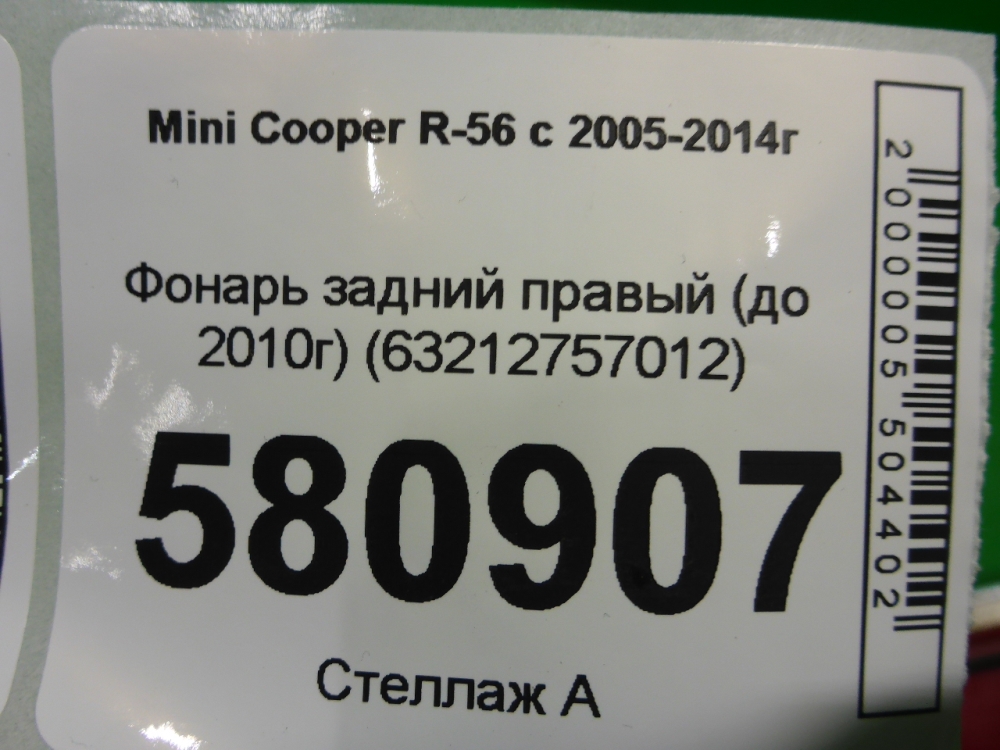 Mini Cooper R-56 с 2005-2014г
Фонарь задний правый (до
2010г) (63212757012)
580907
Стеллаж А
2000005504402